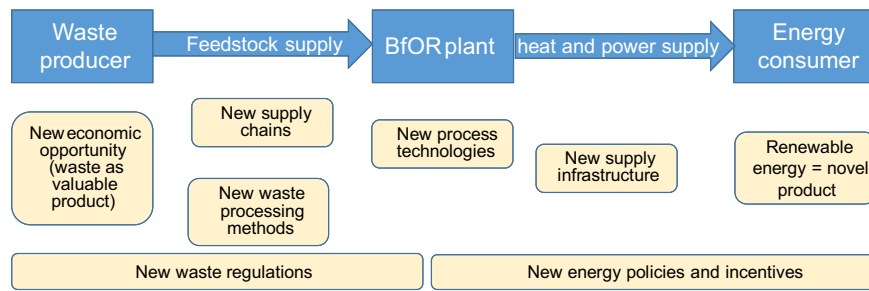 Waste
producer
Feedstock supply
BfOR plant
heat and power supply
Energy
consumer
New economic
opportunity
(waste as
valuable
product)
New supply
chains
New waste
processing
methods
New process
technologies
New supply
infrastructure
Renewable
energy = novel
product
New waste regulations
New energy policies and incentives